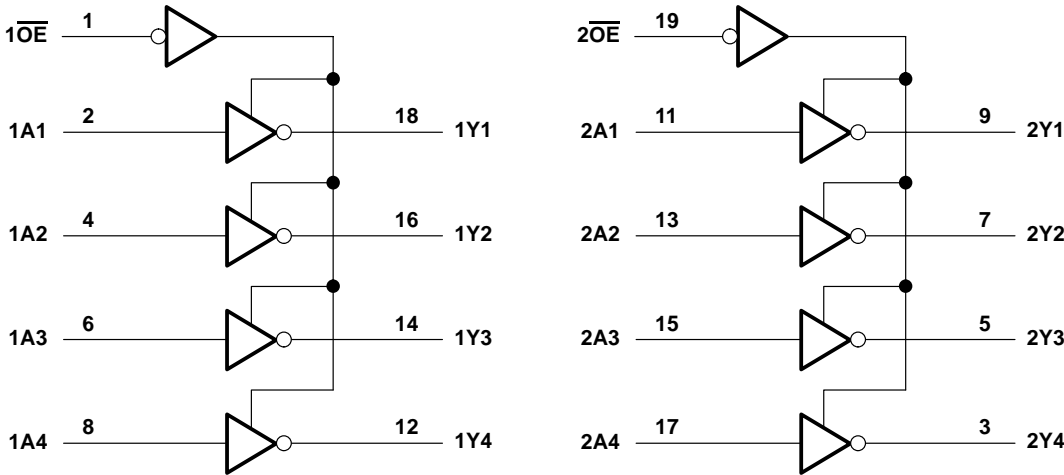 1OE 1
1A1 2 18 1Y1
1A2 4 16 1Y2
1A3 6 14 1Y3
1A4 8 12 1Y4
2OE 19
2A1 11 9 2Y1
2A2 13 7 2Y2
2A3 15 5 2Y3
2A4 17 3 2Y4